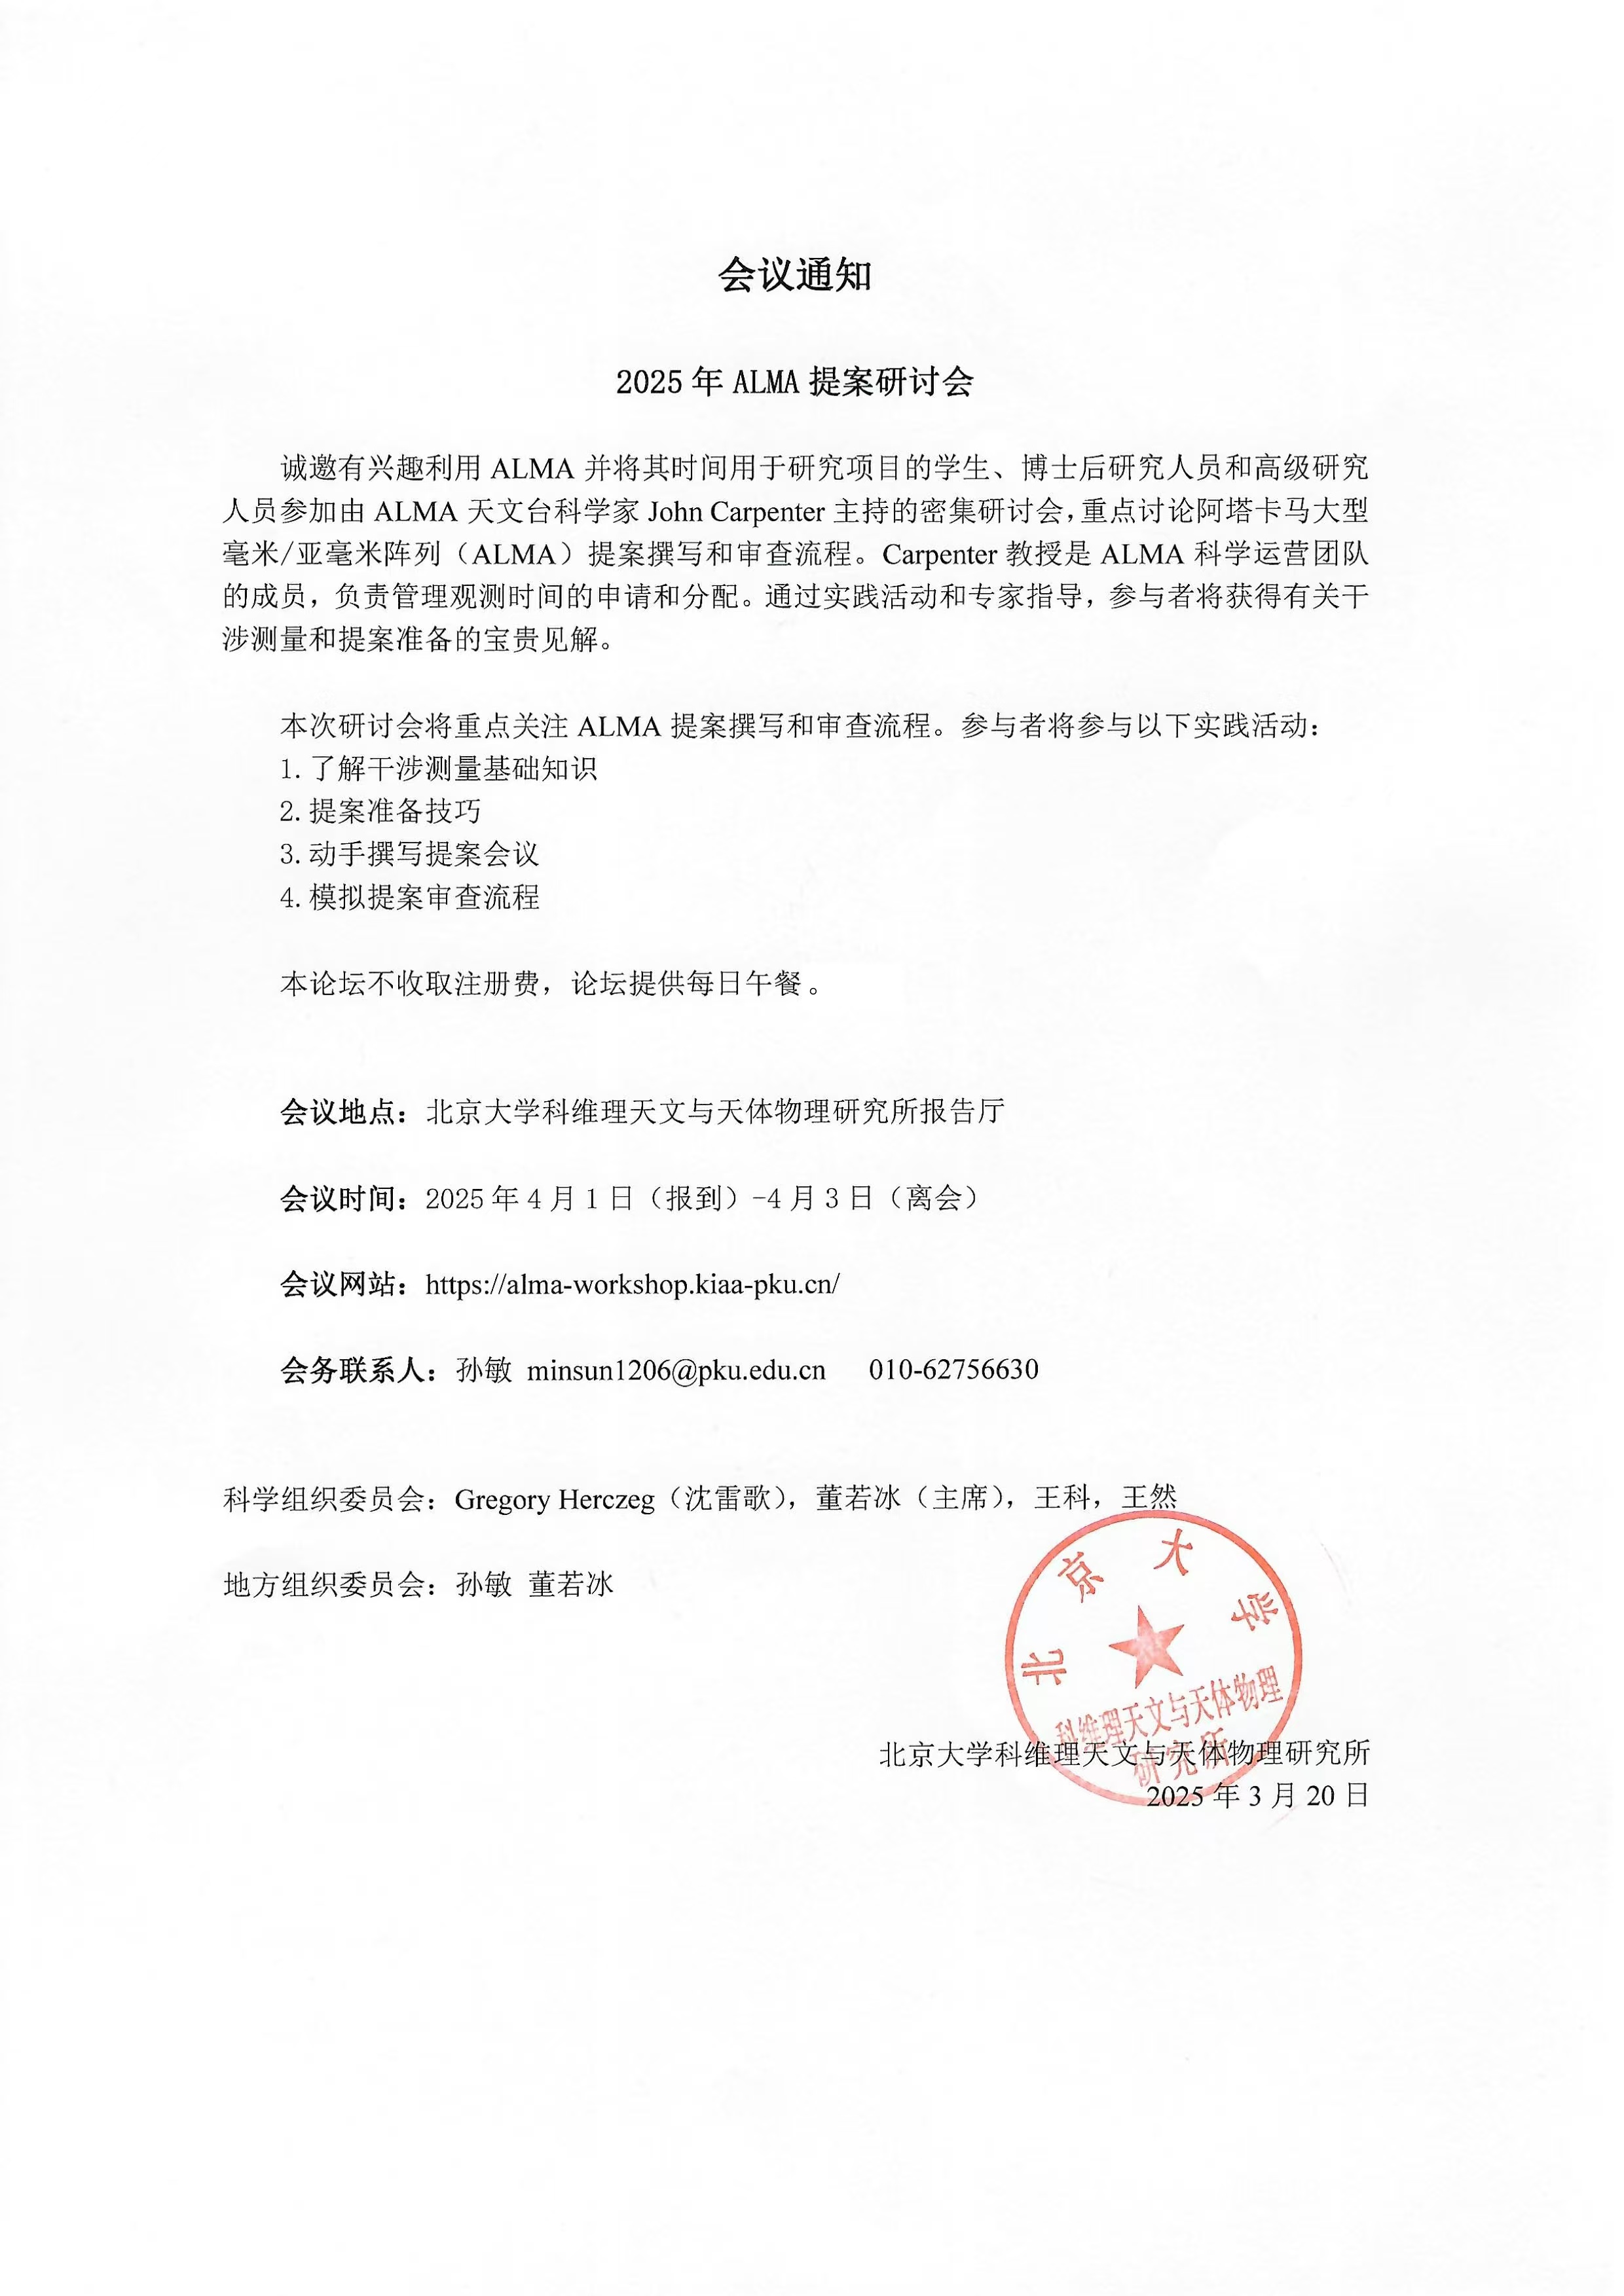 会议通知
2025 年 ALMA 提案研讨会
诚邀有兴趣利用 ALMA 并将其时间用于研究项目的学生、博士后研究人员和高级研究
人员参加由 ALMA 天文台科学家 John Carpenter 主持的密集研讨会，重点讨论阿塔卡马大型
毫米/亚毫米阵列（ALMA）提案撰写和审查流程。Carpenter 教授是 ALMA 科学运营团队
的成员，负责管理观测时间的申请和分配。通过实践活动和专家指导，参与者将获得有关干
涉测量和提案准备的宝贵见解。
本次研讨会将重点关注 ALMA 提案撰写和审查流程。参与者将参与以下实践活动：
1. 了解干涉测量基础知识
2. 提案准备技巧
3. 动手撰写提案会议
4. 模拟提案审查流程
本论坛不收取注册费，论坛提供每日午餐。
会议地点：北京大学科维理天文与天体物理研究所报告厅
会议时间：2025 年 4 月 1 日（报到）-4 月 3 日（离会）
会议网站：https://alma-workshop.kiaa-pku.cn/
会务联系人：孙敏 minsun1206@pku.edu.cn 010-62756630
科学组织委员会：Gregory Herczeg（沈雷歌），董若冰（主席），王科，王然
地方组织委员会：孙敏 董若冰
北京大学
科维理天文与天体物理
研究所
北京大学科维理天文与天体物理研究所
2025 年 3 月 20 日